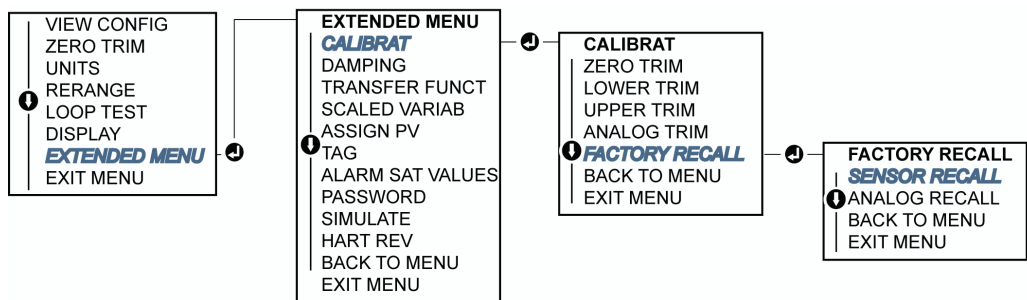 VIEW CONFIG
ZERO TRIM
UNITS
RERANGE
LOOP TEST
DISPLAY
EXTENDED MENU
EXIT MENU
EXTENDED MENU
CALIBRAT
DAMPING
TRANSFER FUNCT
SCALED VARIAB
ASSIGN PV
TAG
ALARM SAT VALUES
PASSWORD
SIMULATE
HART REV
BACK TO MENU
EXIT MENU
CALIBRAT
ZERO TRIM
LOWER TRIM
UPPER TRIM
ANALOG TRIM
FACTORY RECALL
BACK TO MENU
EXIT MENU
FACTORY RECALL
SENSOR RECALL
ANALOG RECALL
BACK TO MENU
EXIT MENU